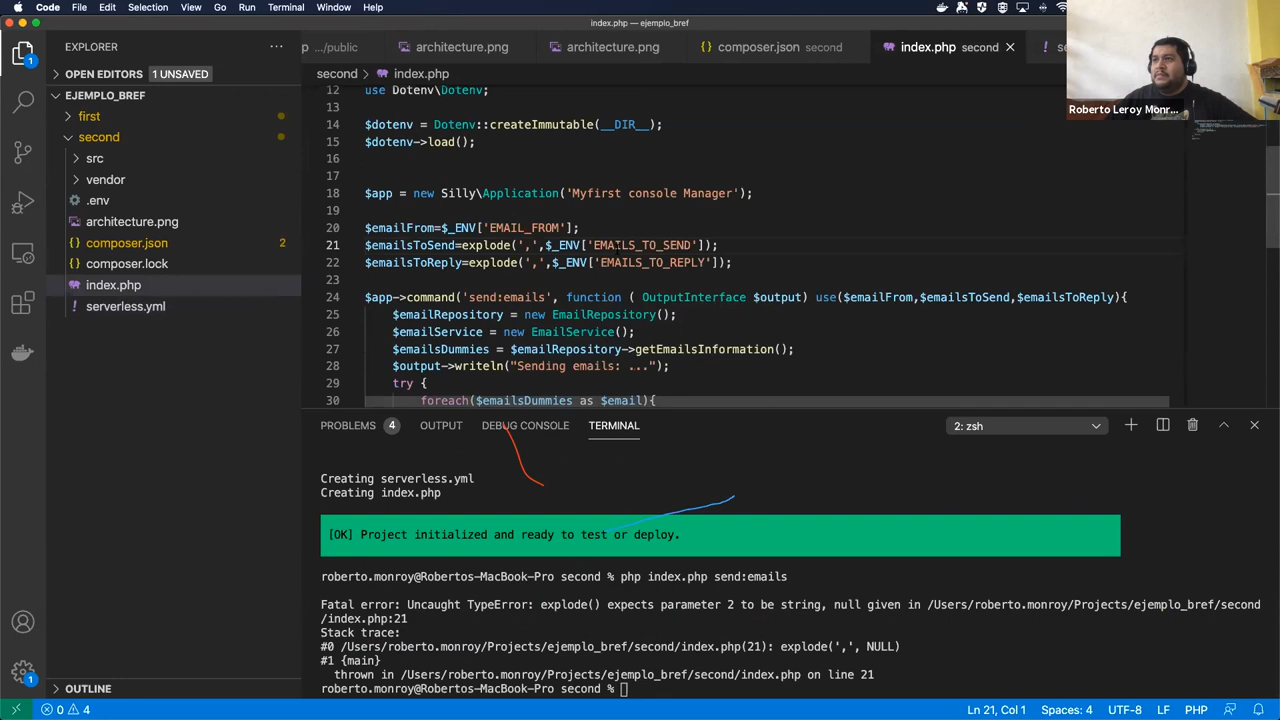 Code File Edit Selection View Go Run Terminal Window Help
index.php — ejemplo_bref
EXPLORER
.../public architecture.png architecture.png composer.json second index.php second
second > index.php
Roberto Leroy Monr...
OPEN EDITORS 1 UNSAVED
EJEMPLO_BREF
first
second
src
vendor
.env
architecture.png
composer.json 2
composer.lock
index.php
serverless.yml
OUTLINE
12 use Dotenv\Dotenv;
13
14 $dotenv = Dotenv::createImmutable(__DIR__);
15 $dotenv->load();
16
17
18 $app = new Silly\Application('Myfirst console Manager');
19
20 $emailFrom=$_ENV['EMAIL_FROM'];
21 $emailsToSend=explode(',',$_ENV['EMAILS_TO_SEND']);
22 $emailsToReply=explode(',',$_ENV['EMAILS_TO_REPLY']);
23
24 $app->command('send:emails', function ( OutputInterface $output) use($emailFrom,$emailsToSend,$emailsToReply){
25 $emailRepository = new EmailRepository();
26 $emailService = new EmailService();
27 $emailsDummies = $emailRepository->getEmailsInformation();
28 $output->writeln("Sending emails: ...");
29 try {
30 foreach($emailsDummies as $email){
PROBLEMS 4 OUTPUT DEBUG CONSOLE TERMINAL 2: zsh
Creating serverless.yml
Creating index.php
[OK] Project initialized and ready to test or deploy.
roberto.monroy@Robertos-MacBook-Pro second % php index.php send:emails
Fatal error: Uncaught TypeError: explode() expects parameter 2 to be string, null given in /Users/roberto.monroy/Projects/ejemplo_bref/second
/index.php:21
Stack trace:
#0 /Users/roberto.monroy/Projects/ejemplo_bref/second/index.php(21): explode(',', NULL)
#1 {main}
thrown in /Users/roberto.monroy/Projects/ejemplo_bref/second/index.php on line 21
roberto.monroy@Robertos-MacBook-Pro second %
0 4 Ln 21, Col 1 Spaces: 4 UTF-8 LF PHP